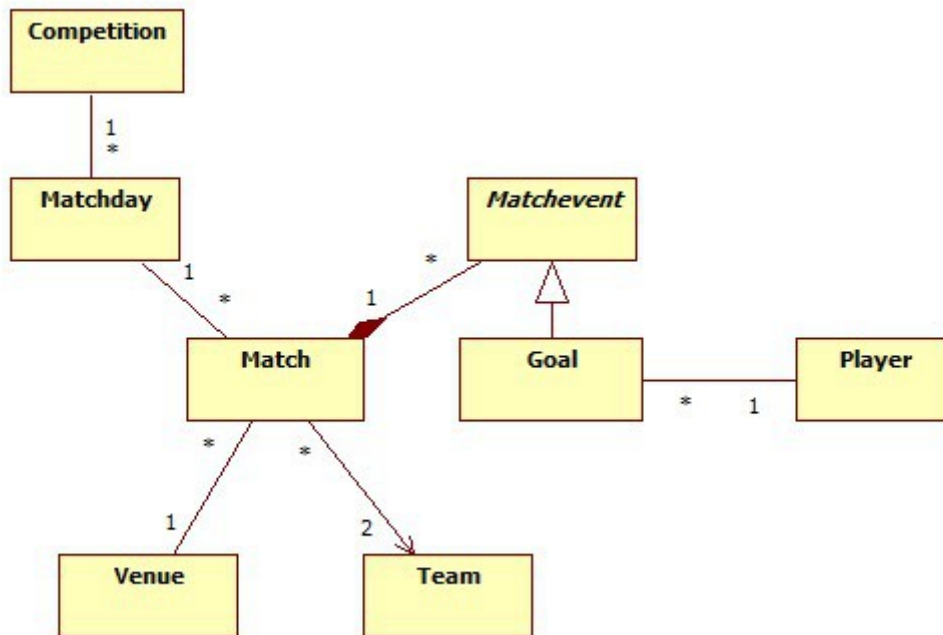 Competition
1
*
Matchday
Matchevent
1
*
1
*
Match
Goal
Player
*
1
*
*
1
2
Venue
Team